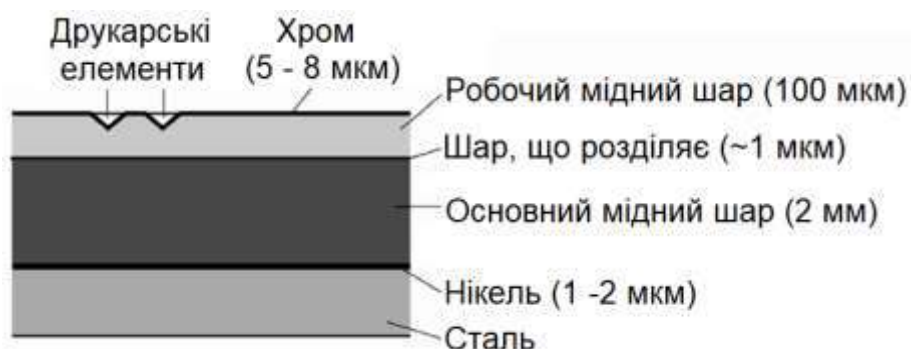 Друкарські
елементи
Хром
(5 - 8 мкм)
Робочий мідний шар (100 мкм)
Шар, що розділяє (~1 мкм)
Основний мідний шар (2 мм)
Нікель (1 -2 мкм)
Сталь